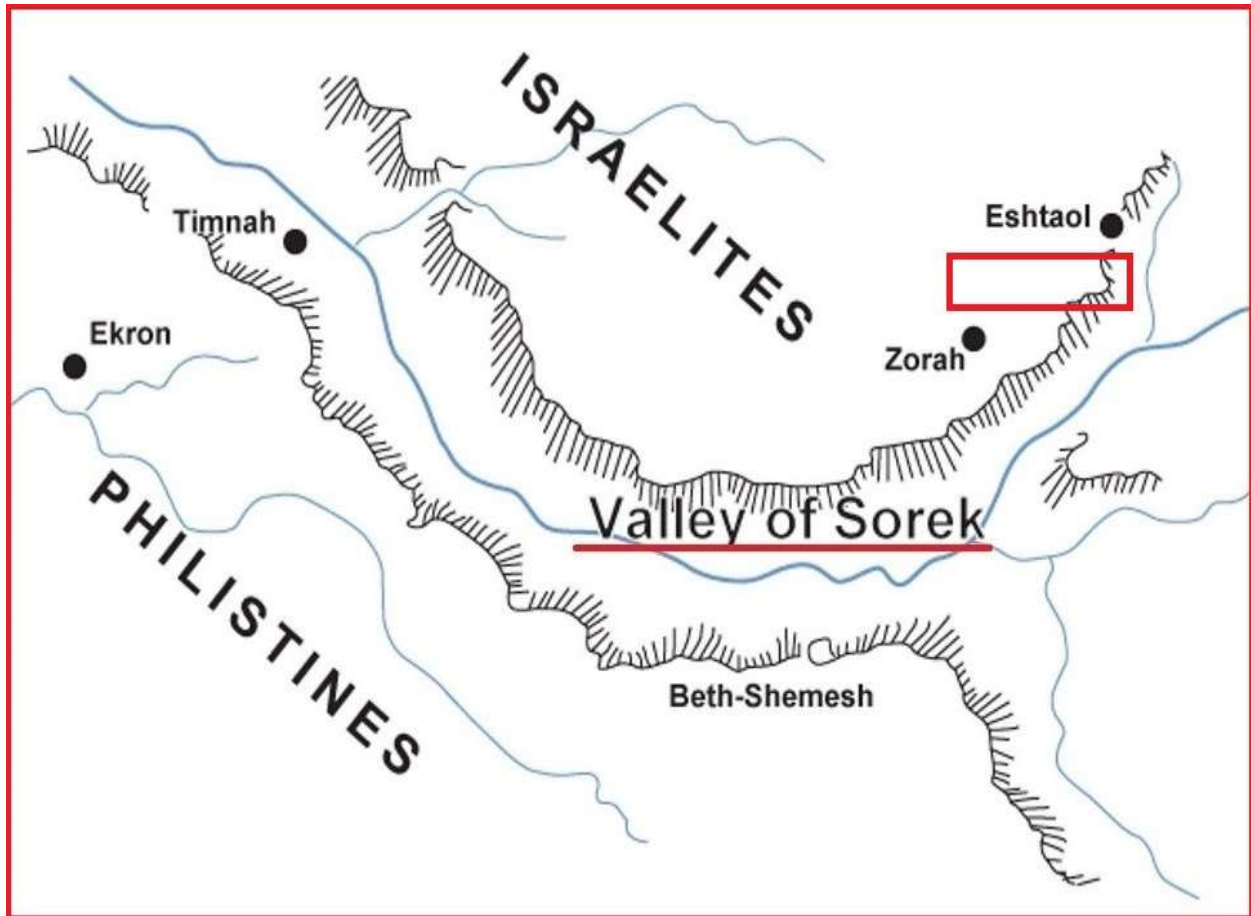 ISRAELITES
Timnah
Eshtaol
Ekron
Zorah
PHILISTINES
Valley of Sorek
Beth-Shemesh